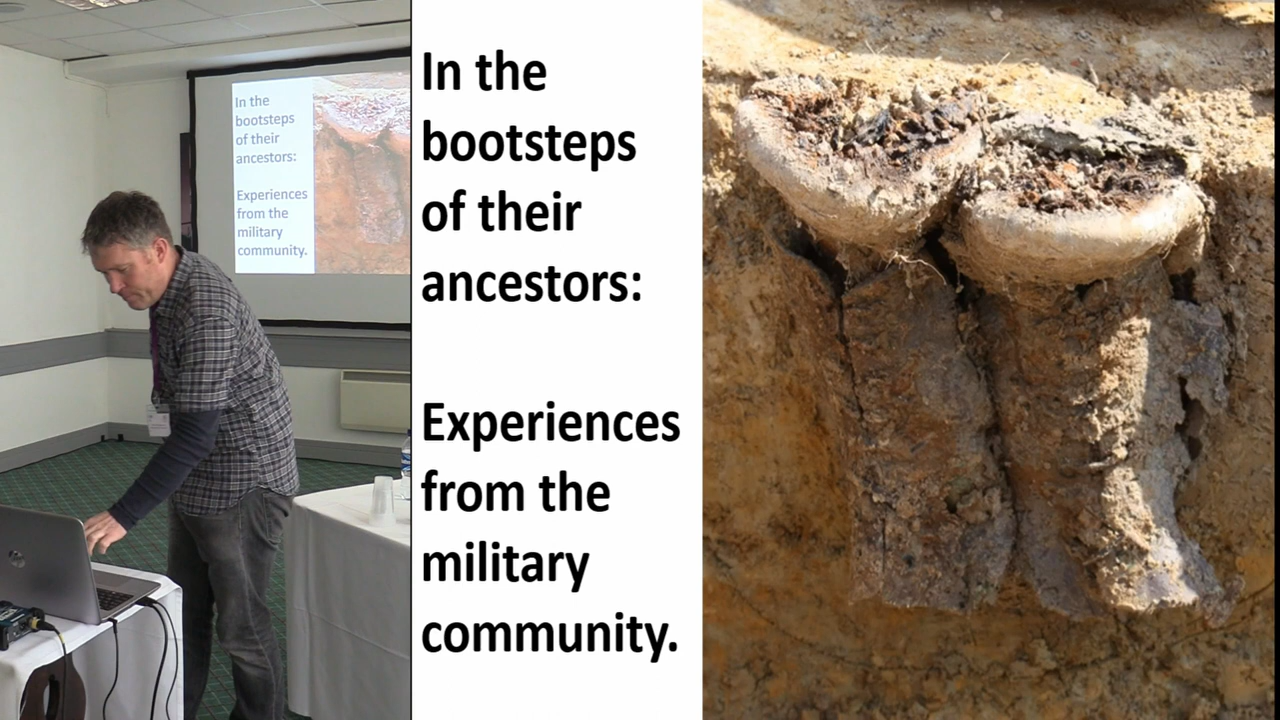 In the
bootsteps
of their
ancestors:
Experiences
from the
military
community.
In the
bootsteps
of their
ancestors:
Experiences
from the
military
community.